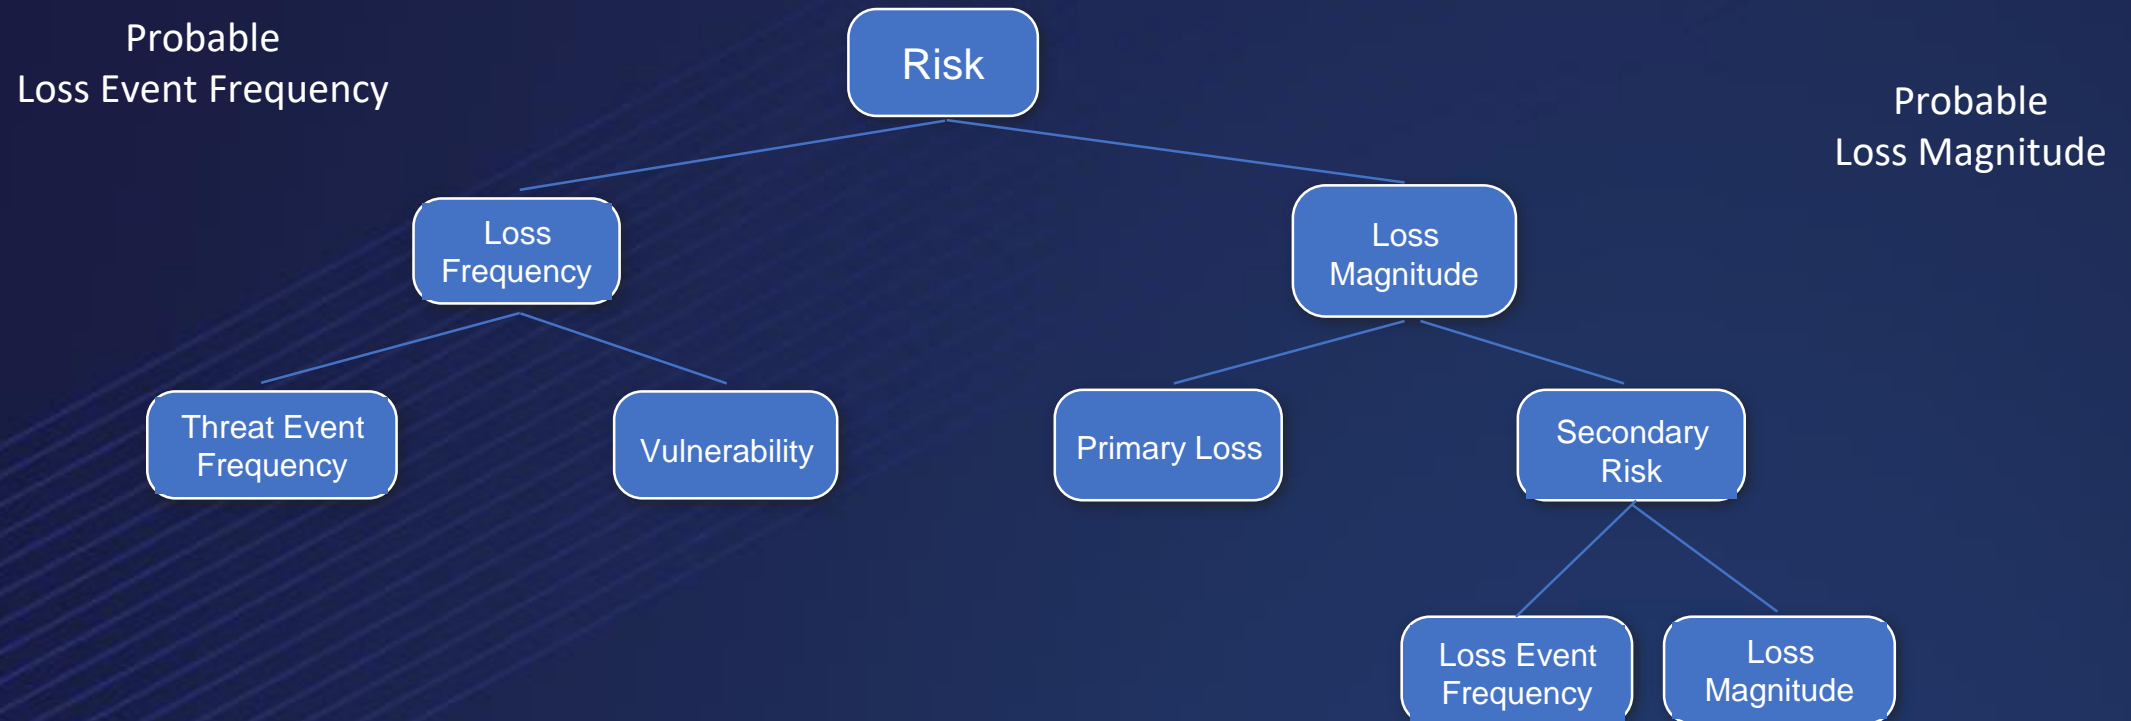 Probable
Loss Event Frequency
Risk
Probable
Loss Magnitude
Loss
Frequency
Loss
Magnitude
Threat Event
Frequency
Vulnerability
Primary Loss
Secondary
Risk
Loss Event
Frequency
Loss
Magnitude